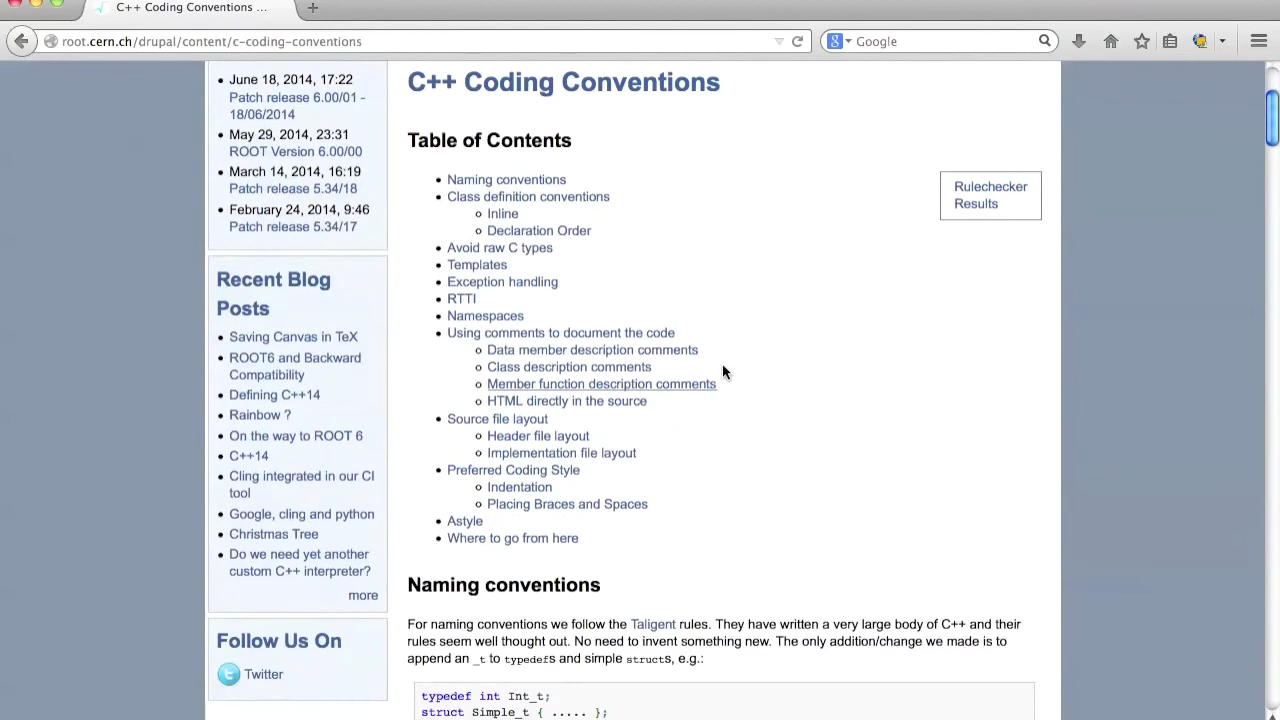 C++ Coding Conventions ...
root.cern.ch/drupal/content/c-coding-conventions
Google
June 18, 2014, 17:22
Patch release 6.00/01 -
18/06/2014
May 29, 2014, 23:31
ROOT Version 6.00/00
March 14, 2014, 16:19
Patch release 5.34/18
February 24, 2014, 9:46
Patch release 5.34/17
Recent Blog
Posts
Saving Canvas in TeX
ROOT6 and Backward
Compatibility
Defining C++14
Rainbow ?
On the way to ROOT 6
C++14
Cling integrated in our CI
tool
Google, cling and python
Christmas Tree
Do we need yet another
custom C++ interpreter?
more
Follow Us On
Twitter
C++ Coding Conventions
Table of Contents
Naming conventions
Class definition conventions
Inline
Declaration Order
Avoid raw C types
Templates
Exception handling
RTTI
Namespaces
Using comments to document the code
Data member description comments
Class description comments
Member function description comments
HTML directly in the source
Source file layout
Header file layout
Implementation file layout
Preferred Coding Style
Indentation
Placing Braces and Spaces
Astyle
Where to go from here
Rulechecker
Results
Naming conventions
For naming conventions we follow the Taligent rules. They have written a very large body of C++ and their
rules seem well thought out. No need to invent something new. The only addition/change we made is to
append an _t to typedefs and simple structs, e.g.:
typedef int Int_t;
struct Simple_t { ..... };